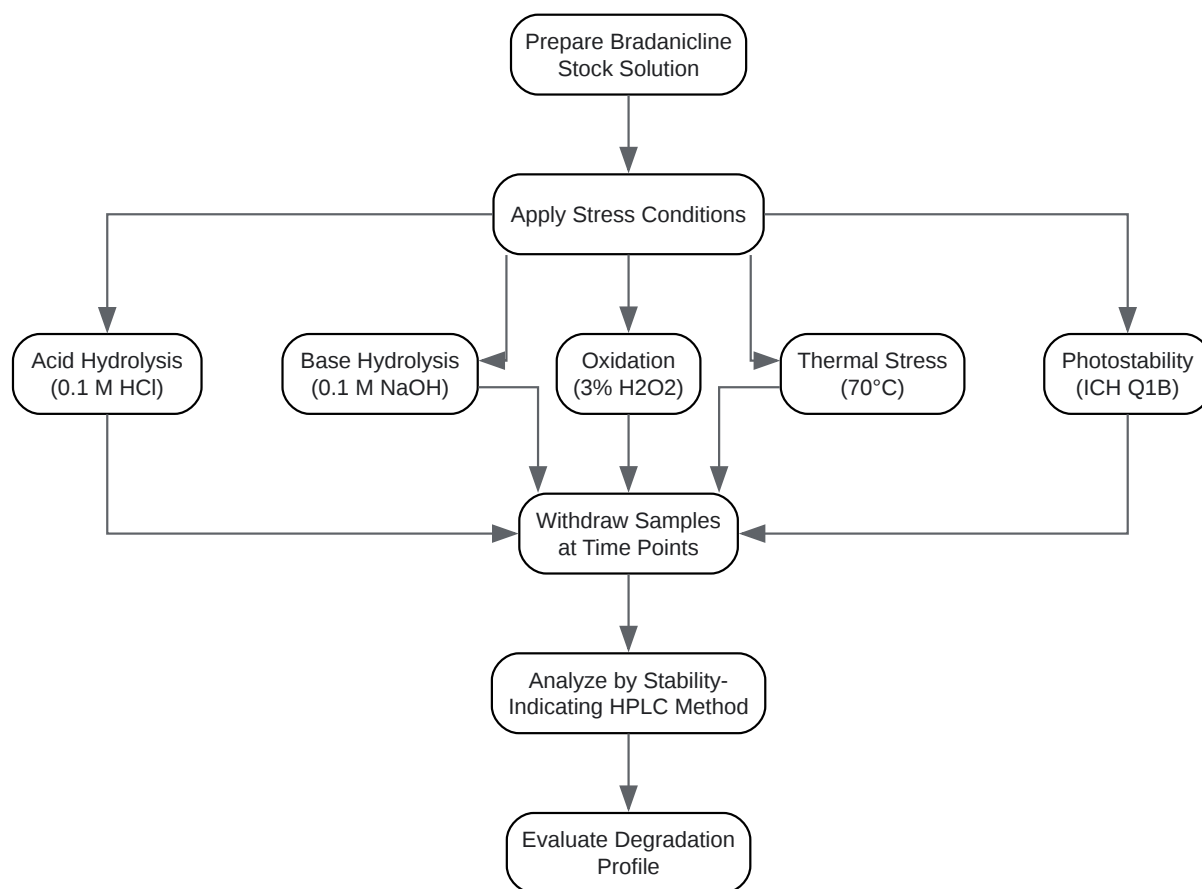 Prepare Bradanicline
Stock Solution
Apply Stress Conditions
Acid Hydrolysis
(0.1 M HCl)
Base Hydrolysis
(0.1 M NaOH)
Oxidation
(3% H2O2)
Thermal Stress
(70°C)
Photostability
(ICH Q1B)
Withdraw Samples
at Time Points
Analyze by Stability-
Indicating HPLC Method
Evaluate Degradation
Profile